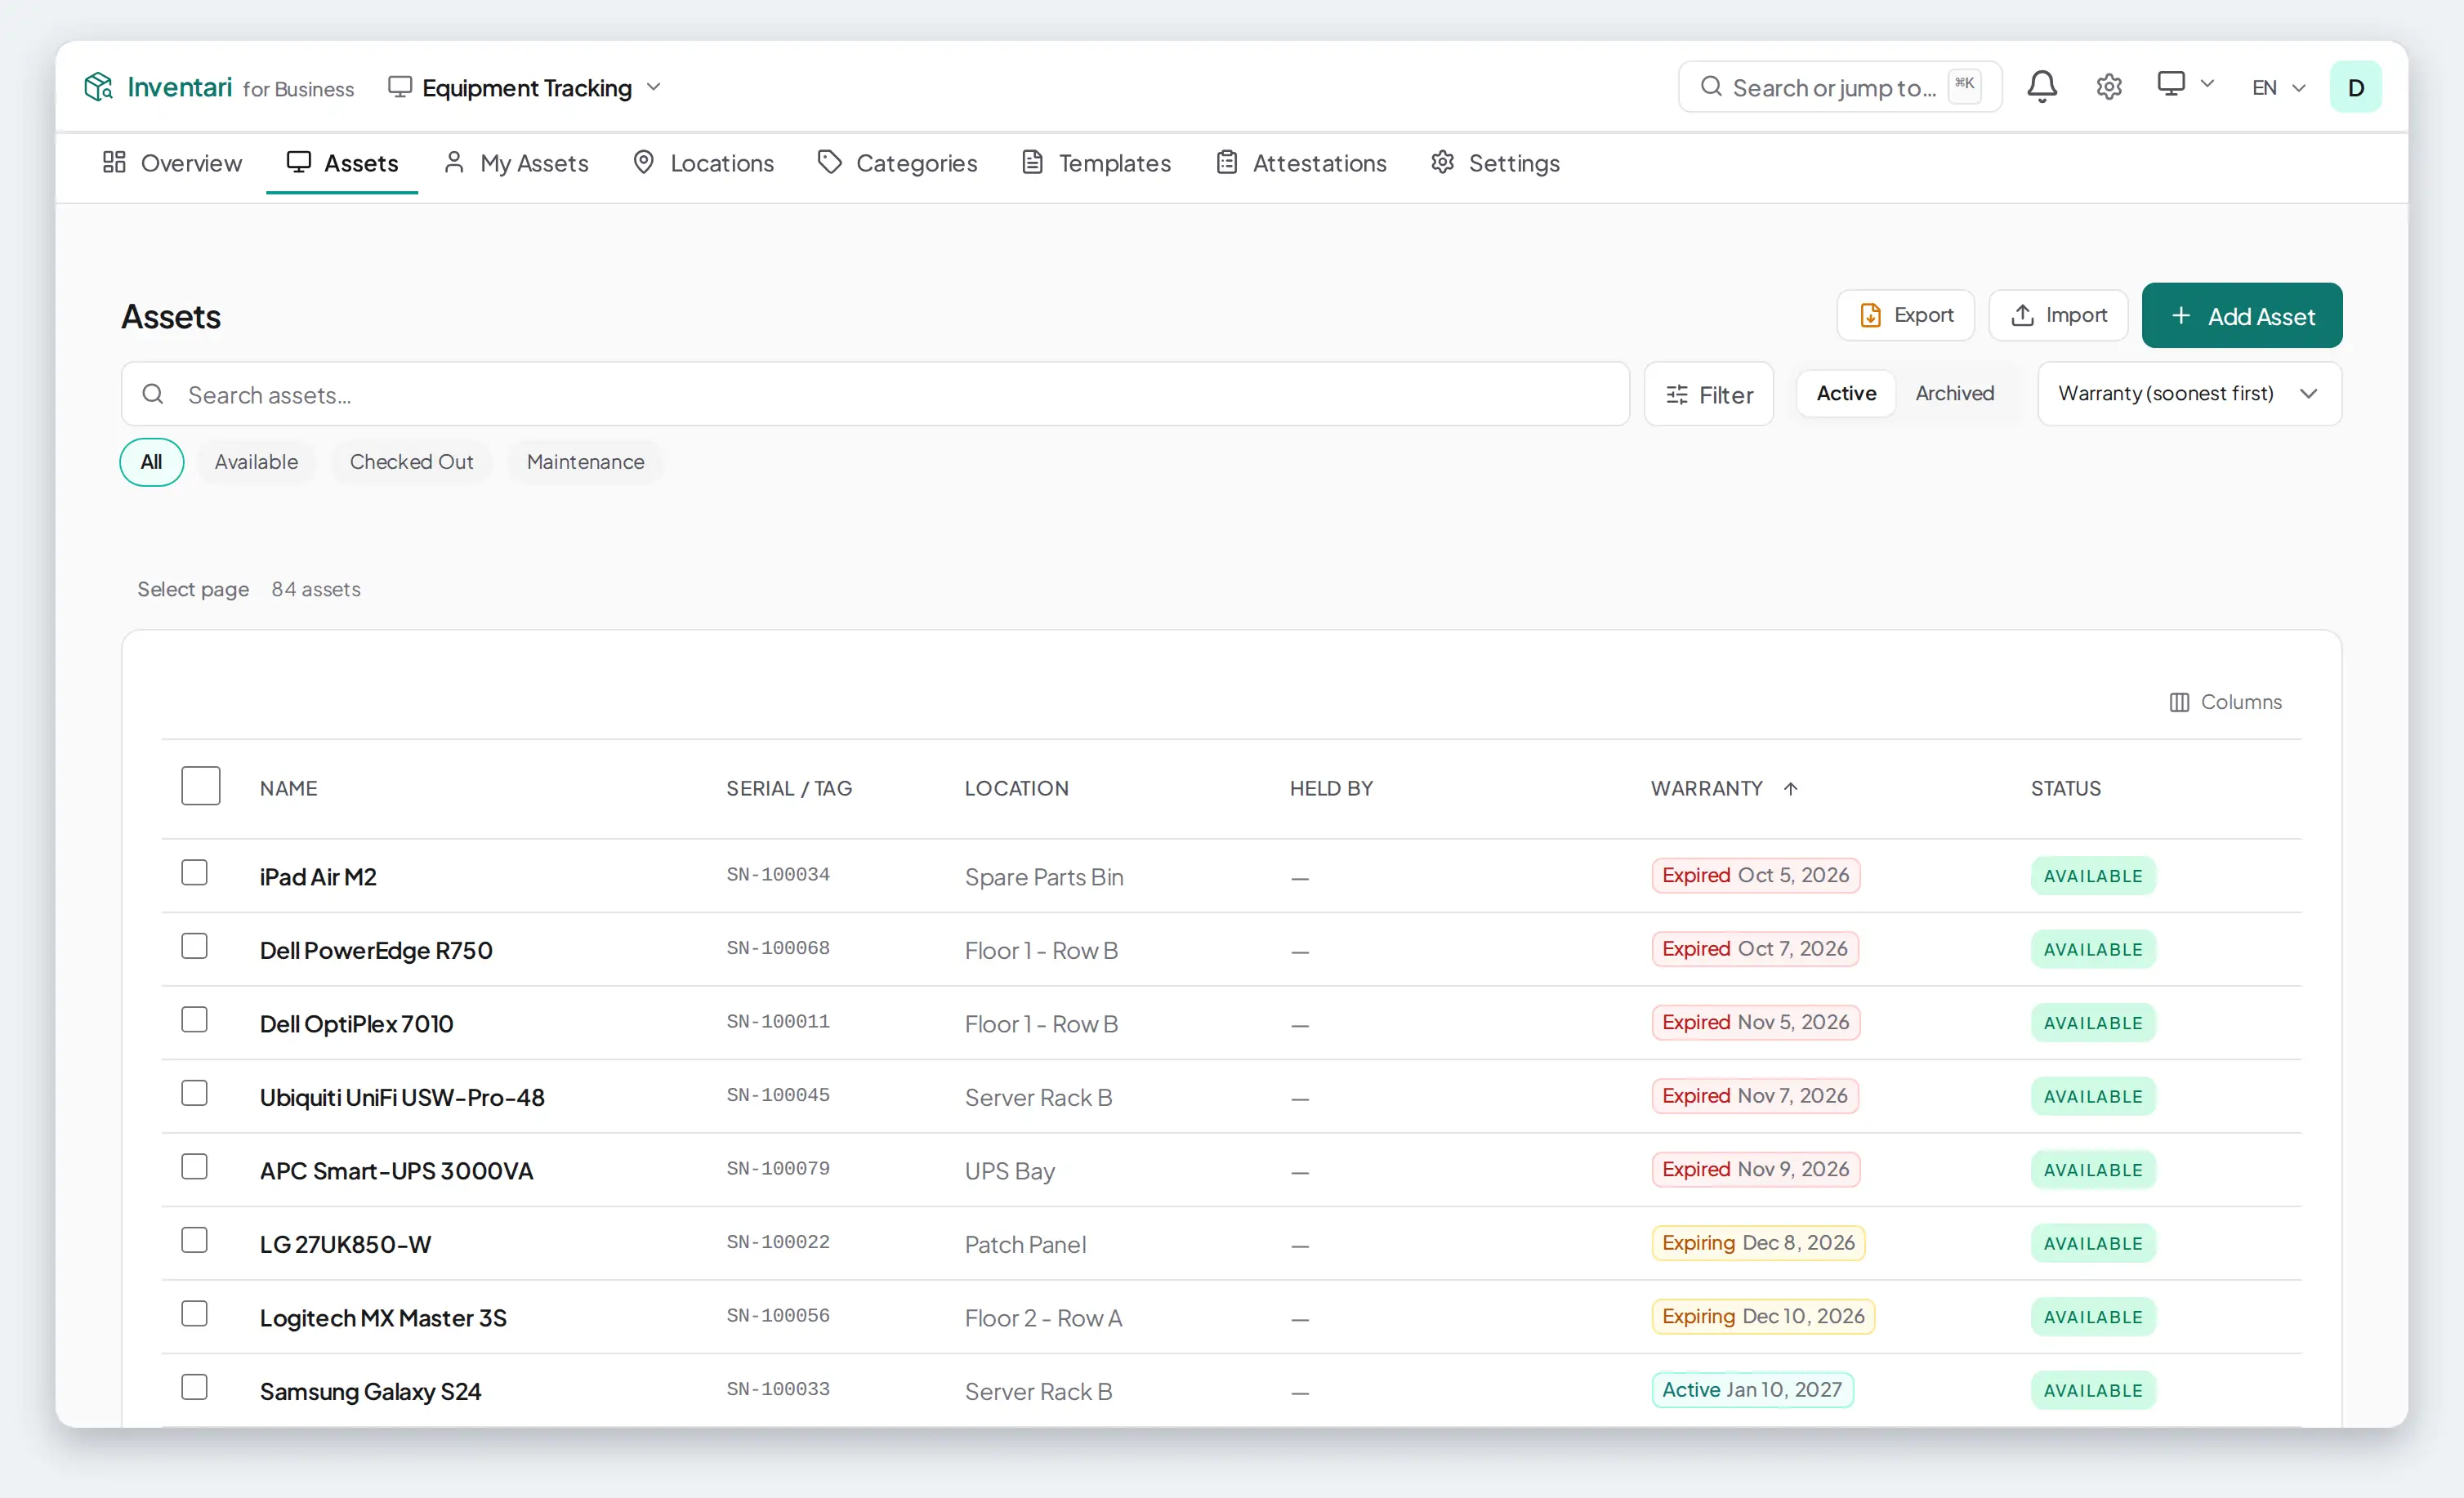 Inventari for Business Equipment Tracking Search or jump to... ⌘K EN D
Overview Assets My Assets Locations Categories Templates Attestations Settings
Assets Export Import + Add Asset
Search assets... Filter Active Archived Warranty (soonest first)
All Available Checked Out Maintenance
Select page 84 assets
Columns
NAME SERIAL / TAG LOCATION HELD BY WARRANTY ↑ STATUS
iPad Air M2 SN-100034 Spare Parts Bin — Expired Oct 5, 2026 AVAILABLE
Dell PowerEdge R750 SN-100068 Floor 1 - Row B — Expired Oct 7, 2026 AVAILABLE
Dell OptiPlex 7010 SN-100011 Floor 1 - Row B — Expired Nov 5, 2026 AVAILABLE
Ubiquiti UniFi USW-Pro-48 SN-100045 Server Rack B — Expired Nov 7, 2026 AVAILABLE
APC Smart-UPS 3000VA SN-100079 UPS Bay — Expired Nov 9, 2026 AVAILABLE
LG 27UK850-W SN-100022 Patch Panel — Expiring Dec 8, 2026 AVAILABLE
Logitech MX Master 3S SN-100056 Floor 2 - Row A — Expiring Dec 10, 2026 AVAILABLE
Samsung Galaxy S24 SN-100033 Server Rack B — Active Jan 10, 2027 AVAILABLE